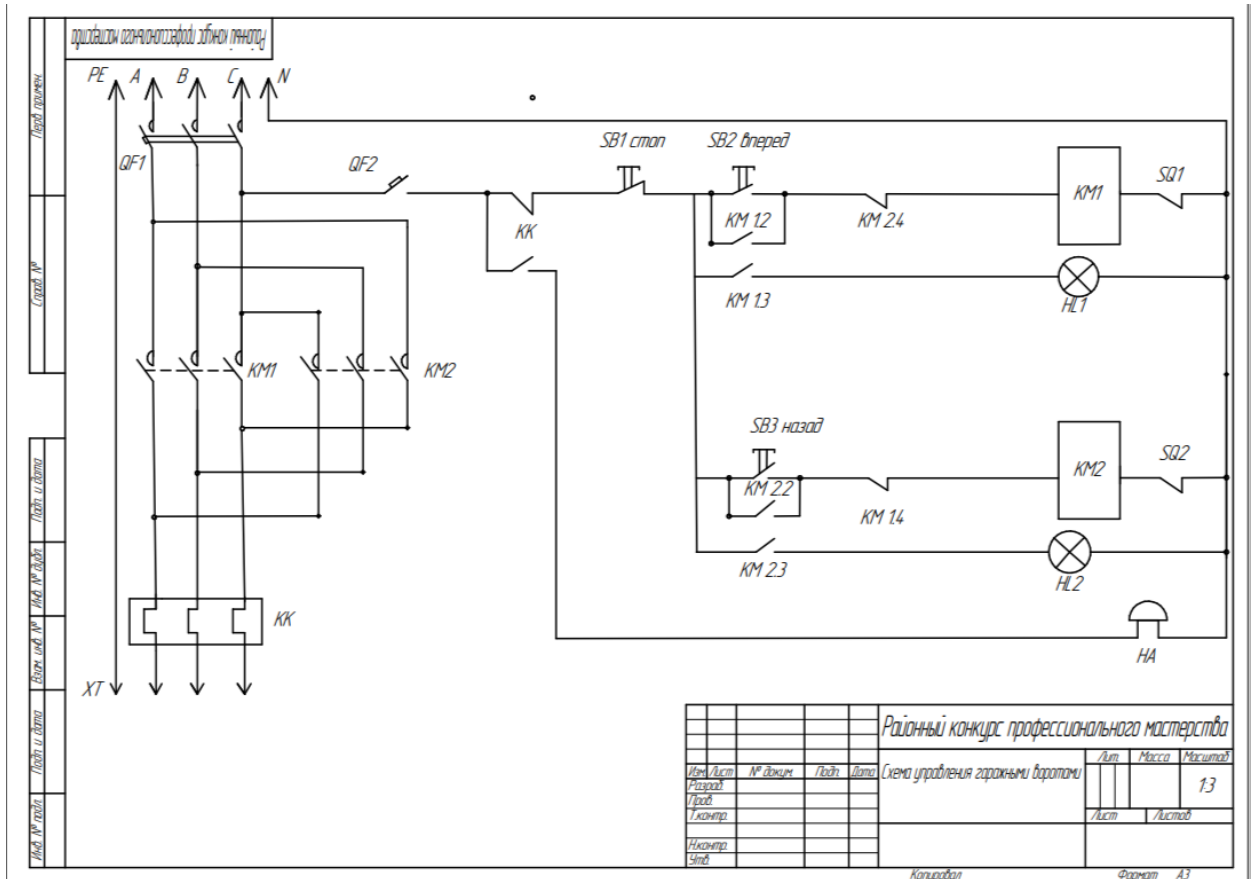 Районный конкурс профессионального мастерства
PE A B C N
Перв. примен.
Справ. №
Подп. и дата
Инв. № дубл.
Взам. инв. №
Подп. и дата
Инв. № подл.
QF1
QF2
SB1 стоп
SB2 вперед
KK
KM 1.2
KM 2.4
KM1
SQ1
KM 1.3
HL1
KM1
KM2
SB3 назад
KM 2.2
KM 1.4
KM2
SQ2
KM 2.3
HL2
KK
HA
XT
Районный конкурс профессионального мастерства
Схема управления гаражными воротами
Лит. Масса Масштаб
1:3
Лист Листов
Изм. Лист № докум. Подп. Дата
Разраб.
Пров.
Т.контр.
Н.контр.
Утв.
Копировал Формат А3